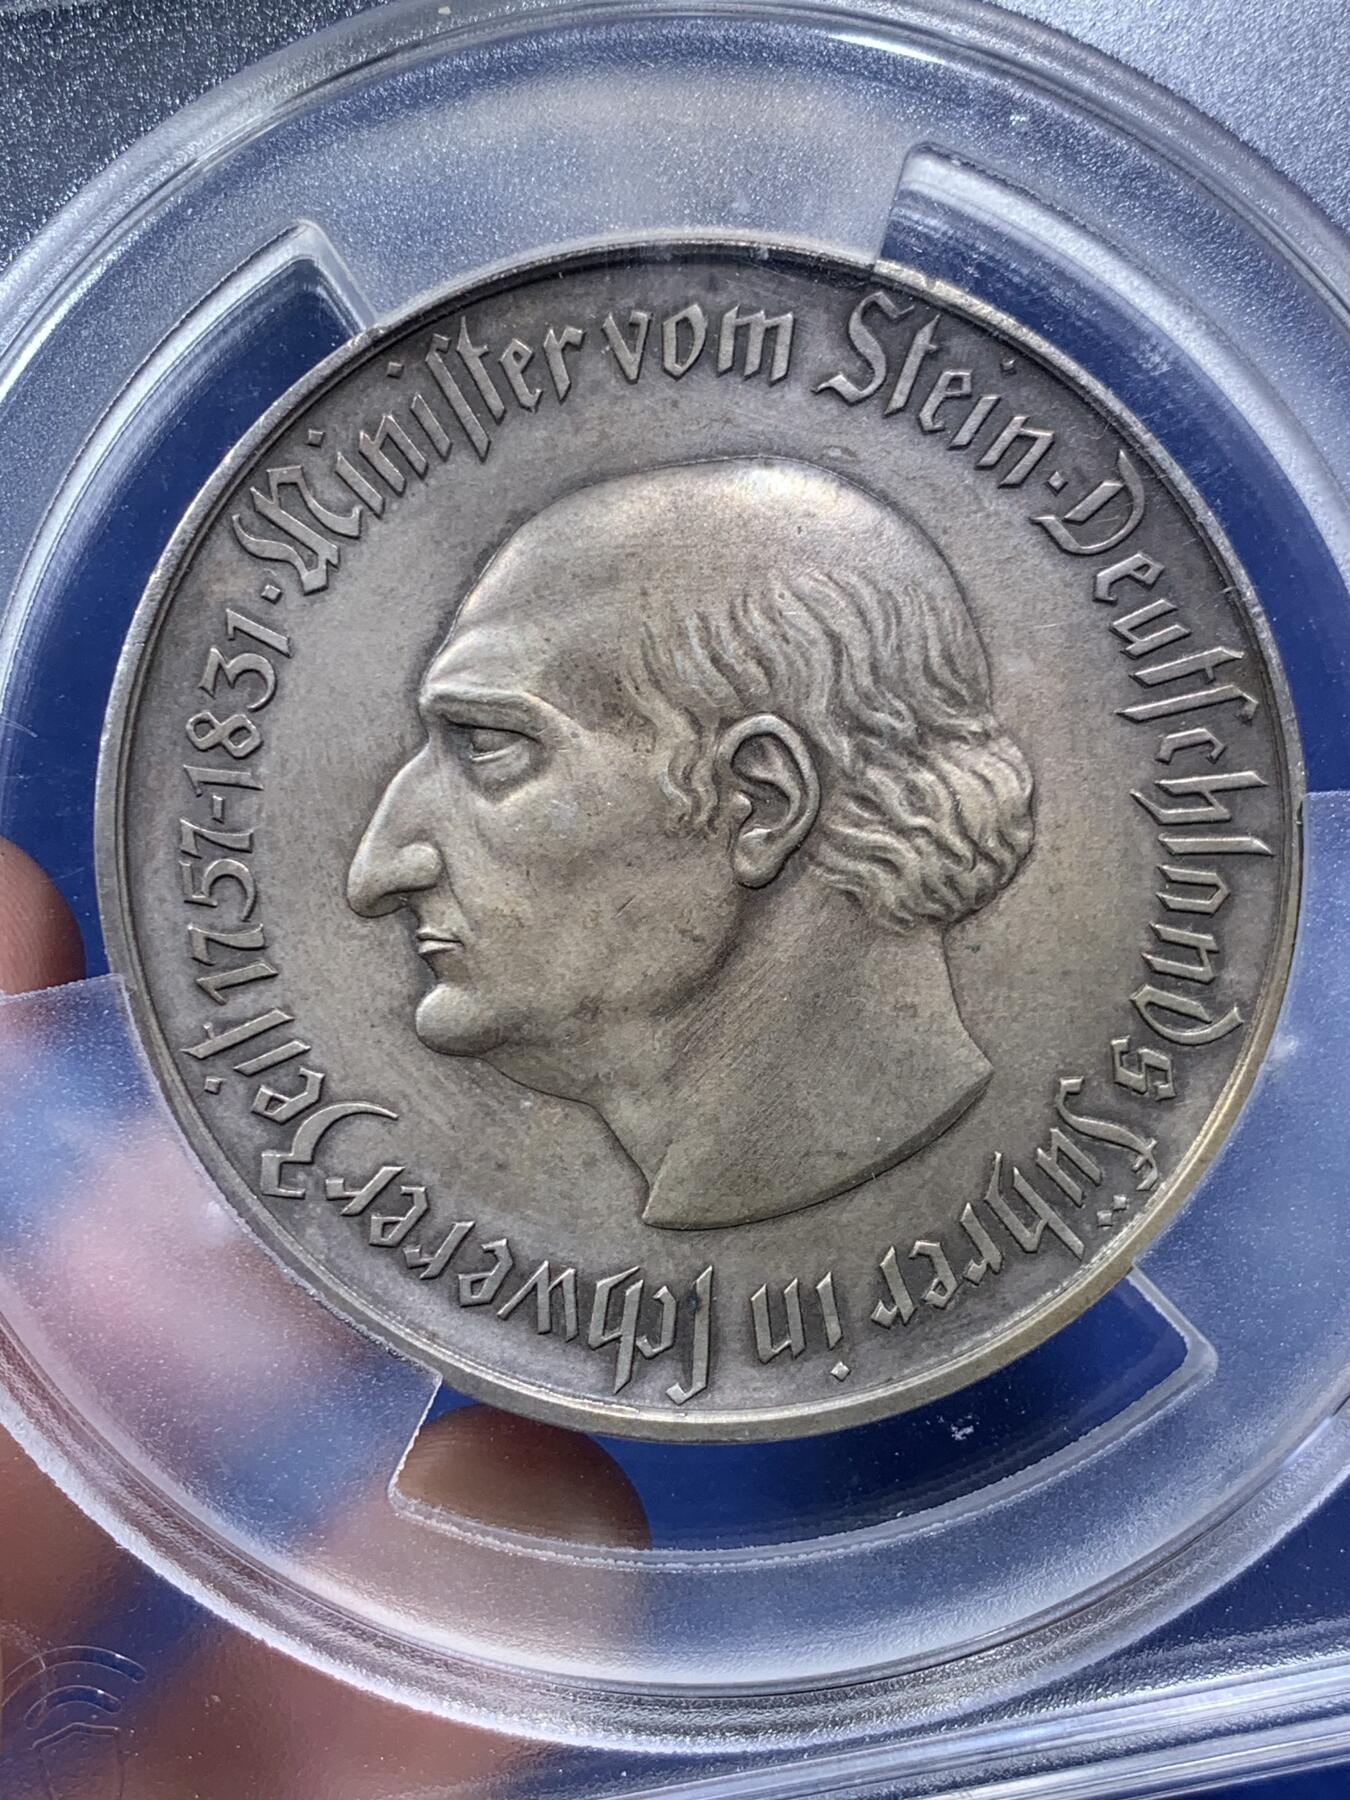 ·Minister vom Stein·Deutschlands Führer in schwerer Zeit 1757-1831